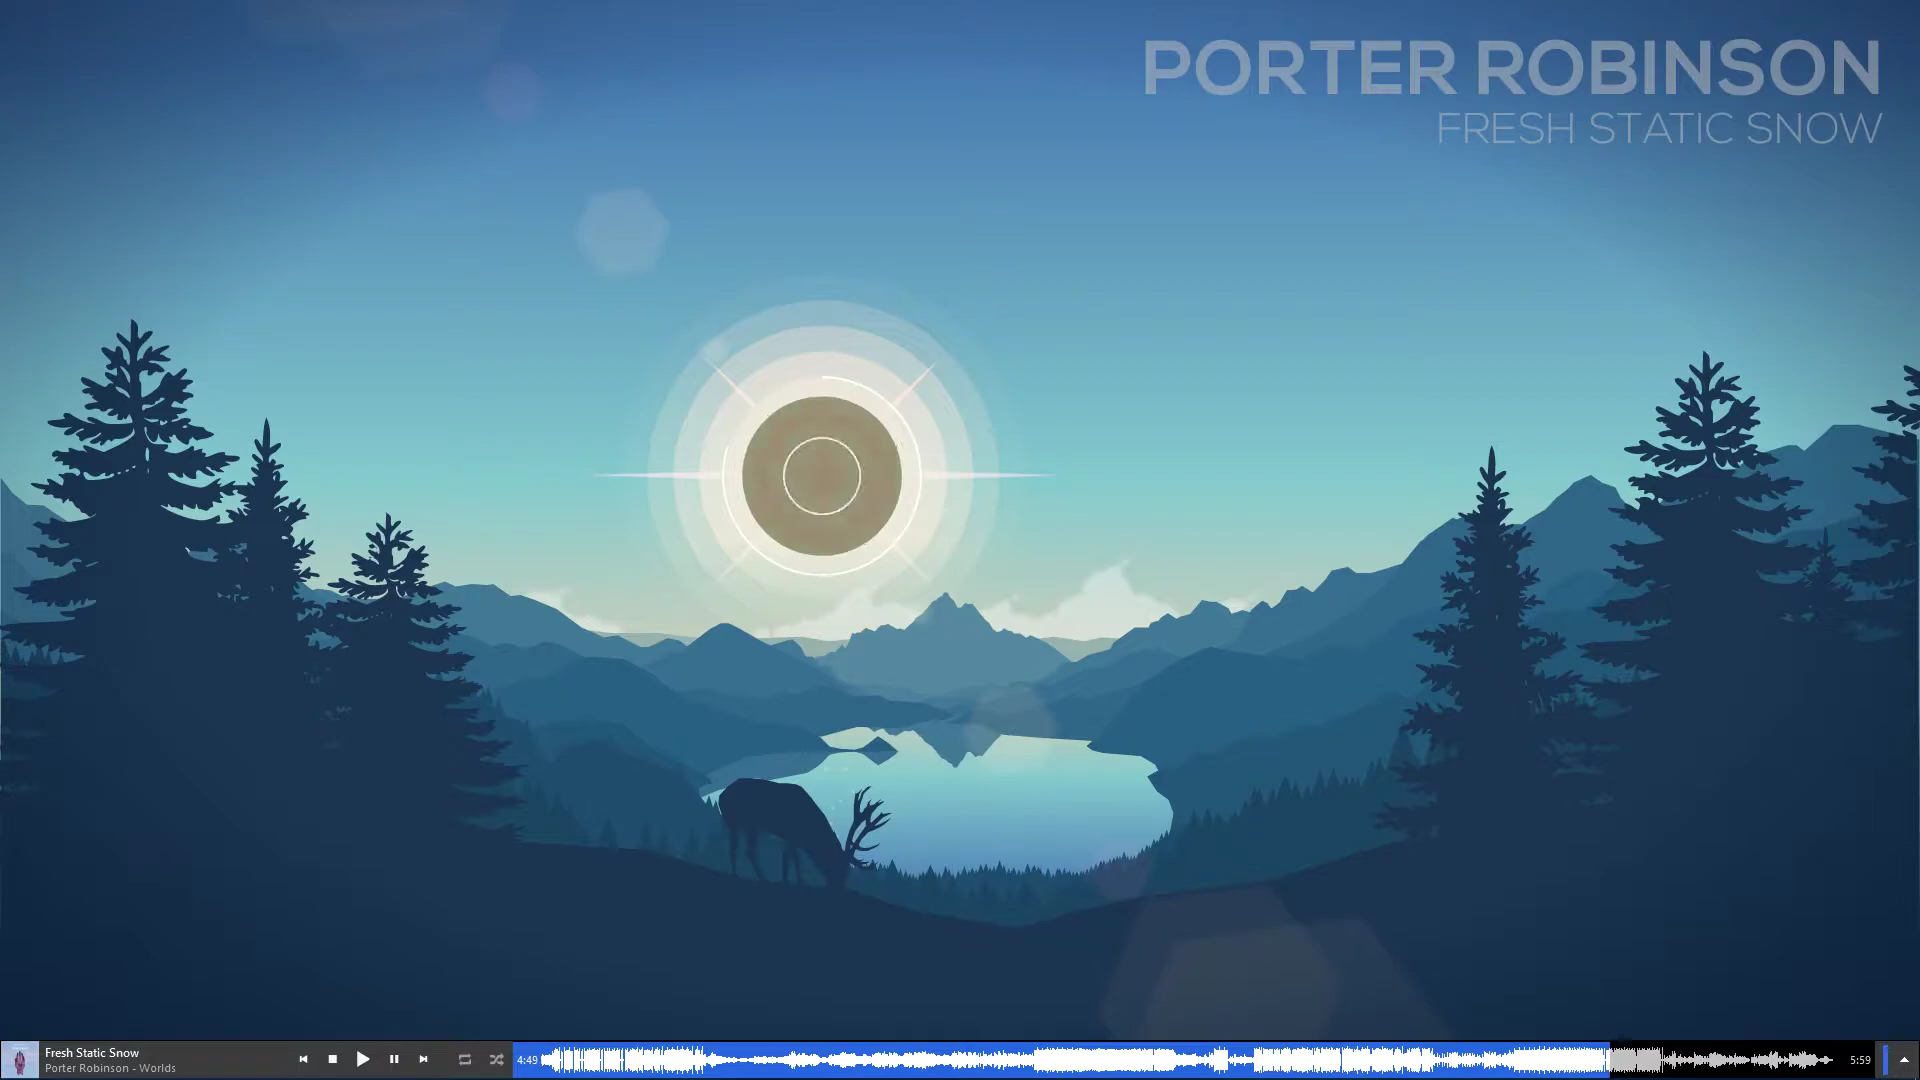 PORTER ROBINSON
FRESH STATIC SNOW
Fresh Static Snow
Porter Robinson - Worlds
4:49
5:59